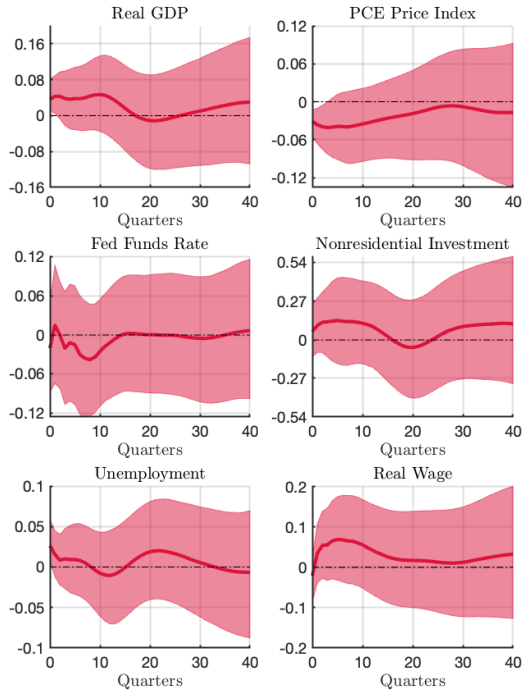 Real GDP
0.16
0.08
0
-0.08
-0.16
0 10 20 30 40
Quarters
PCE Price Index
0.12
0.06
0
-0.06
-0.12
0 10 20 30 40
Quarters
Fed Funds Rate
0.12
0.06
0
-0.06
-0.12
0 10 20 30 40
Quarters
Nonresidential Investment
0.54
0.27
0
-0.27
-0.54
0 10 20 30 40
Quarters
Unemployment
0.1
0.05
0
-0.05
-0.1
0 10 20 30 40
Quarters
Real Wage
0.2
0.1
0
-0.1
-0.2
0 10 20 30 40
Quarters